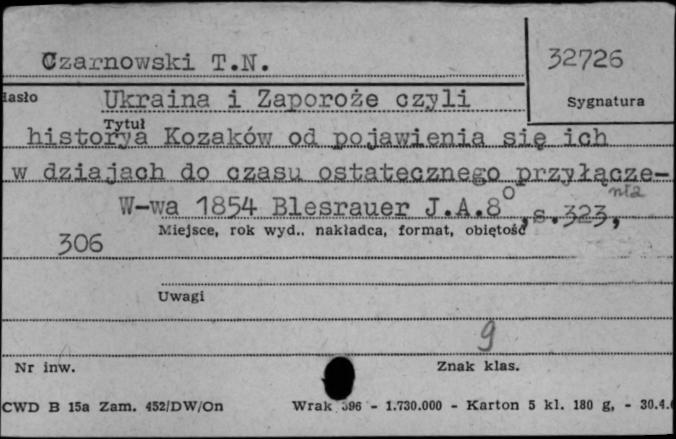 Czarnowski T.N.
32726
Hasło
Ukraina i Zaporoże czyli
Sygnatura
Tytuł
historya Kozaków od pojawienia się ich
w dziajach do czasu ostatecznego przyłącze-
nia
W-wa 1854 Blesrauer J.A.8°, s. 323,
306
Miejsce, rok wyd.. nakładca, format, obiętość
Uwagi
9
Nr inw.
Znak klas.
CWD B 15a Zam. 452/DW/On Wrak 396 - 1.730.000 - Karton 5 kl. 180 g, - 30.4.